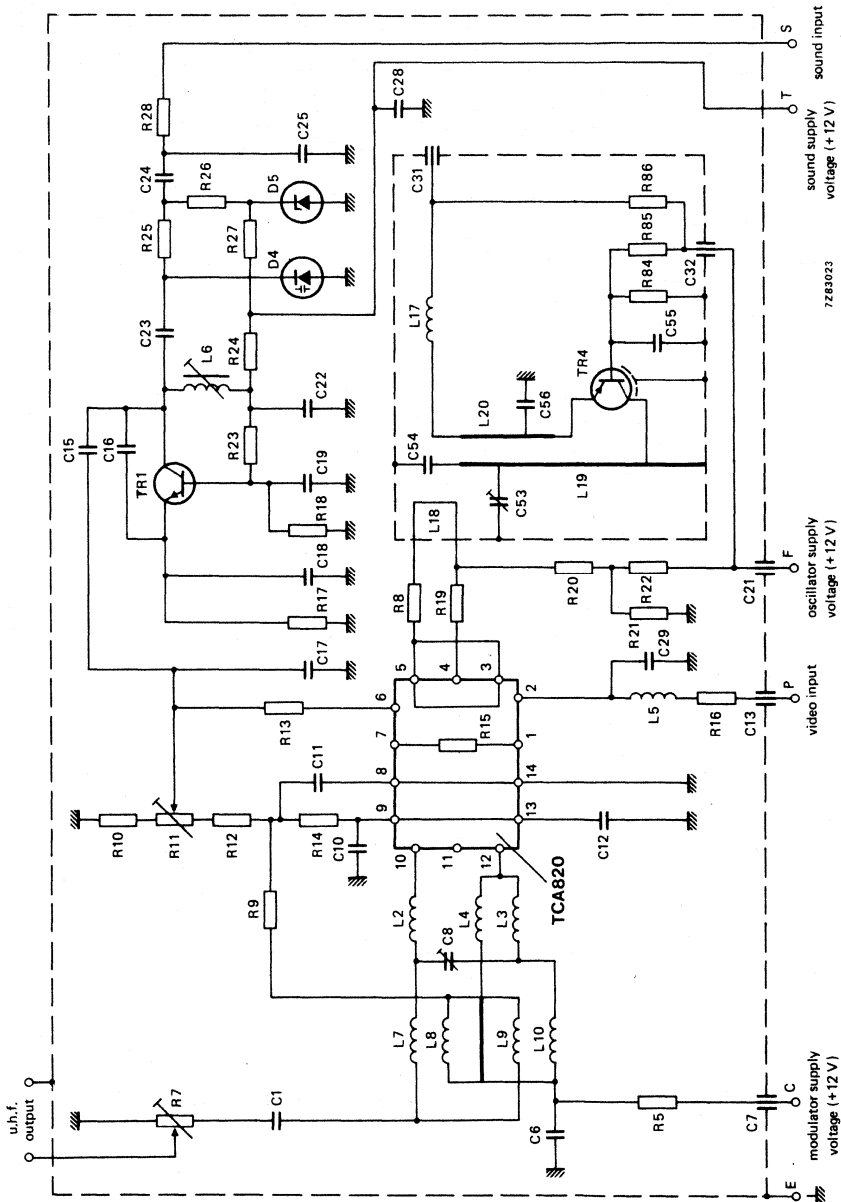 u.h.f.
output
R7
C1
R10
R11
R12
R9
R14
C10
C11
R13
C15
C16
TR1
C17
R17
C18
R18
C19
R23
C22
L6
R24
C23
R25
D4
R27
R26
D5
C24
C25
R28
C28
L7
L8
L9
L10
L2
C8
L4
L3
10
11
12
9
8
7
6
13
14
1
2
5
4
3
R15
TCA820
C12
R8
R19
L18
C54
C53
L19
L20
C56
L17
TR4
C55
R84
R85
R86
C31
C32
R20
R21
R22
C29
L5
R16
C6
R5
C7
C13
C21
E
C
P
F
T
S
modulator supply
voltage (+12 V)
video input
oscillator supply
voltage (+12 V)
sound supply
voltage (+12 V)
sound input
7Z83023